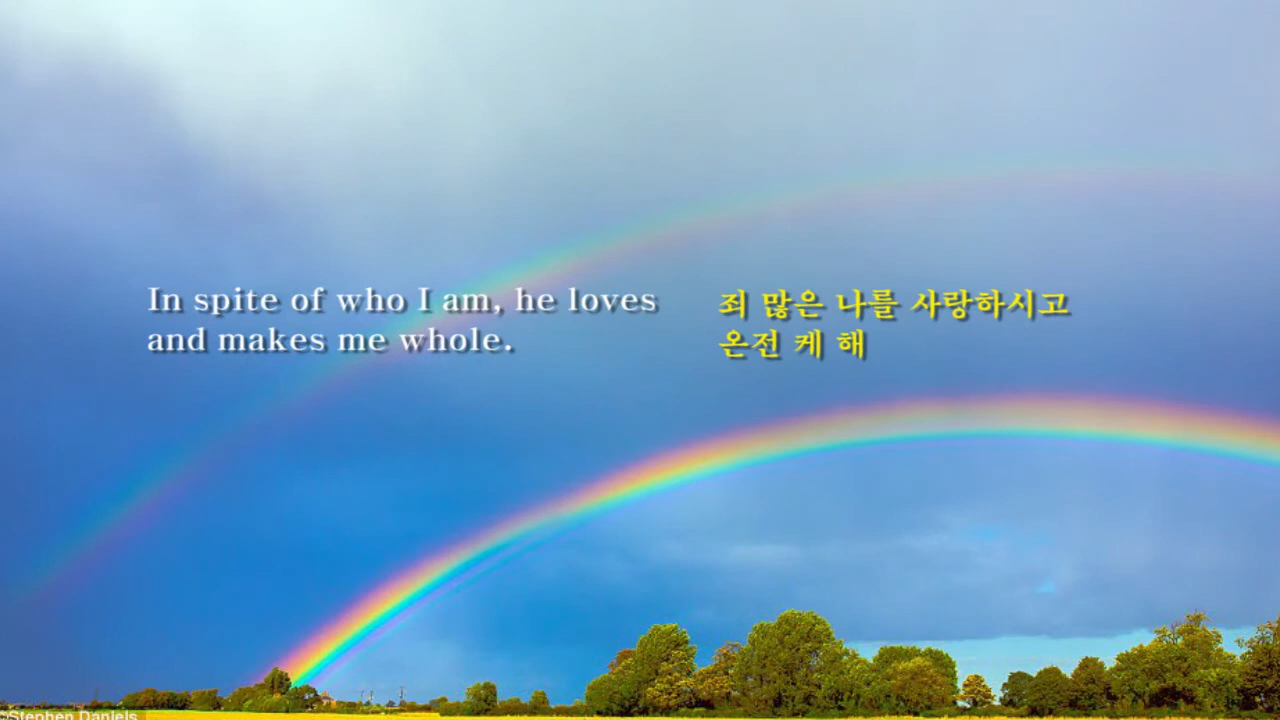 In spite of who I am, he loves
and makes me whole.
죄 많은 나를 사랑하시고
온전 케 해
©Stephen Daniels